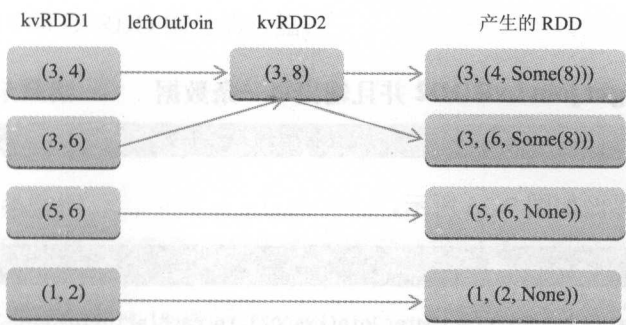 kvRDD1 leftOutJoin kvRDD2 产生的 RDD
(3, 4) (3, 8) (3, (4, Some(8)))
(3, 6) (3, (6, Some(8)))
(5, 6) (5, (6, None))
(1, 2) (1, (2, None))